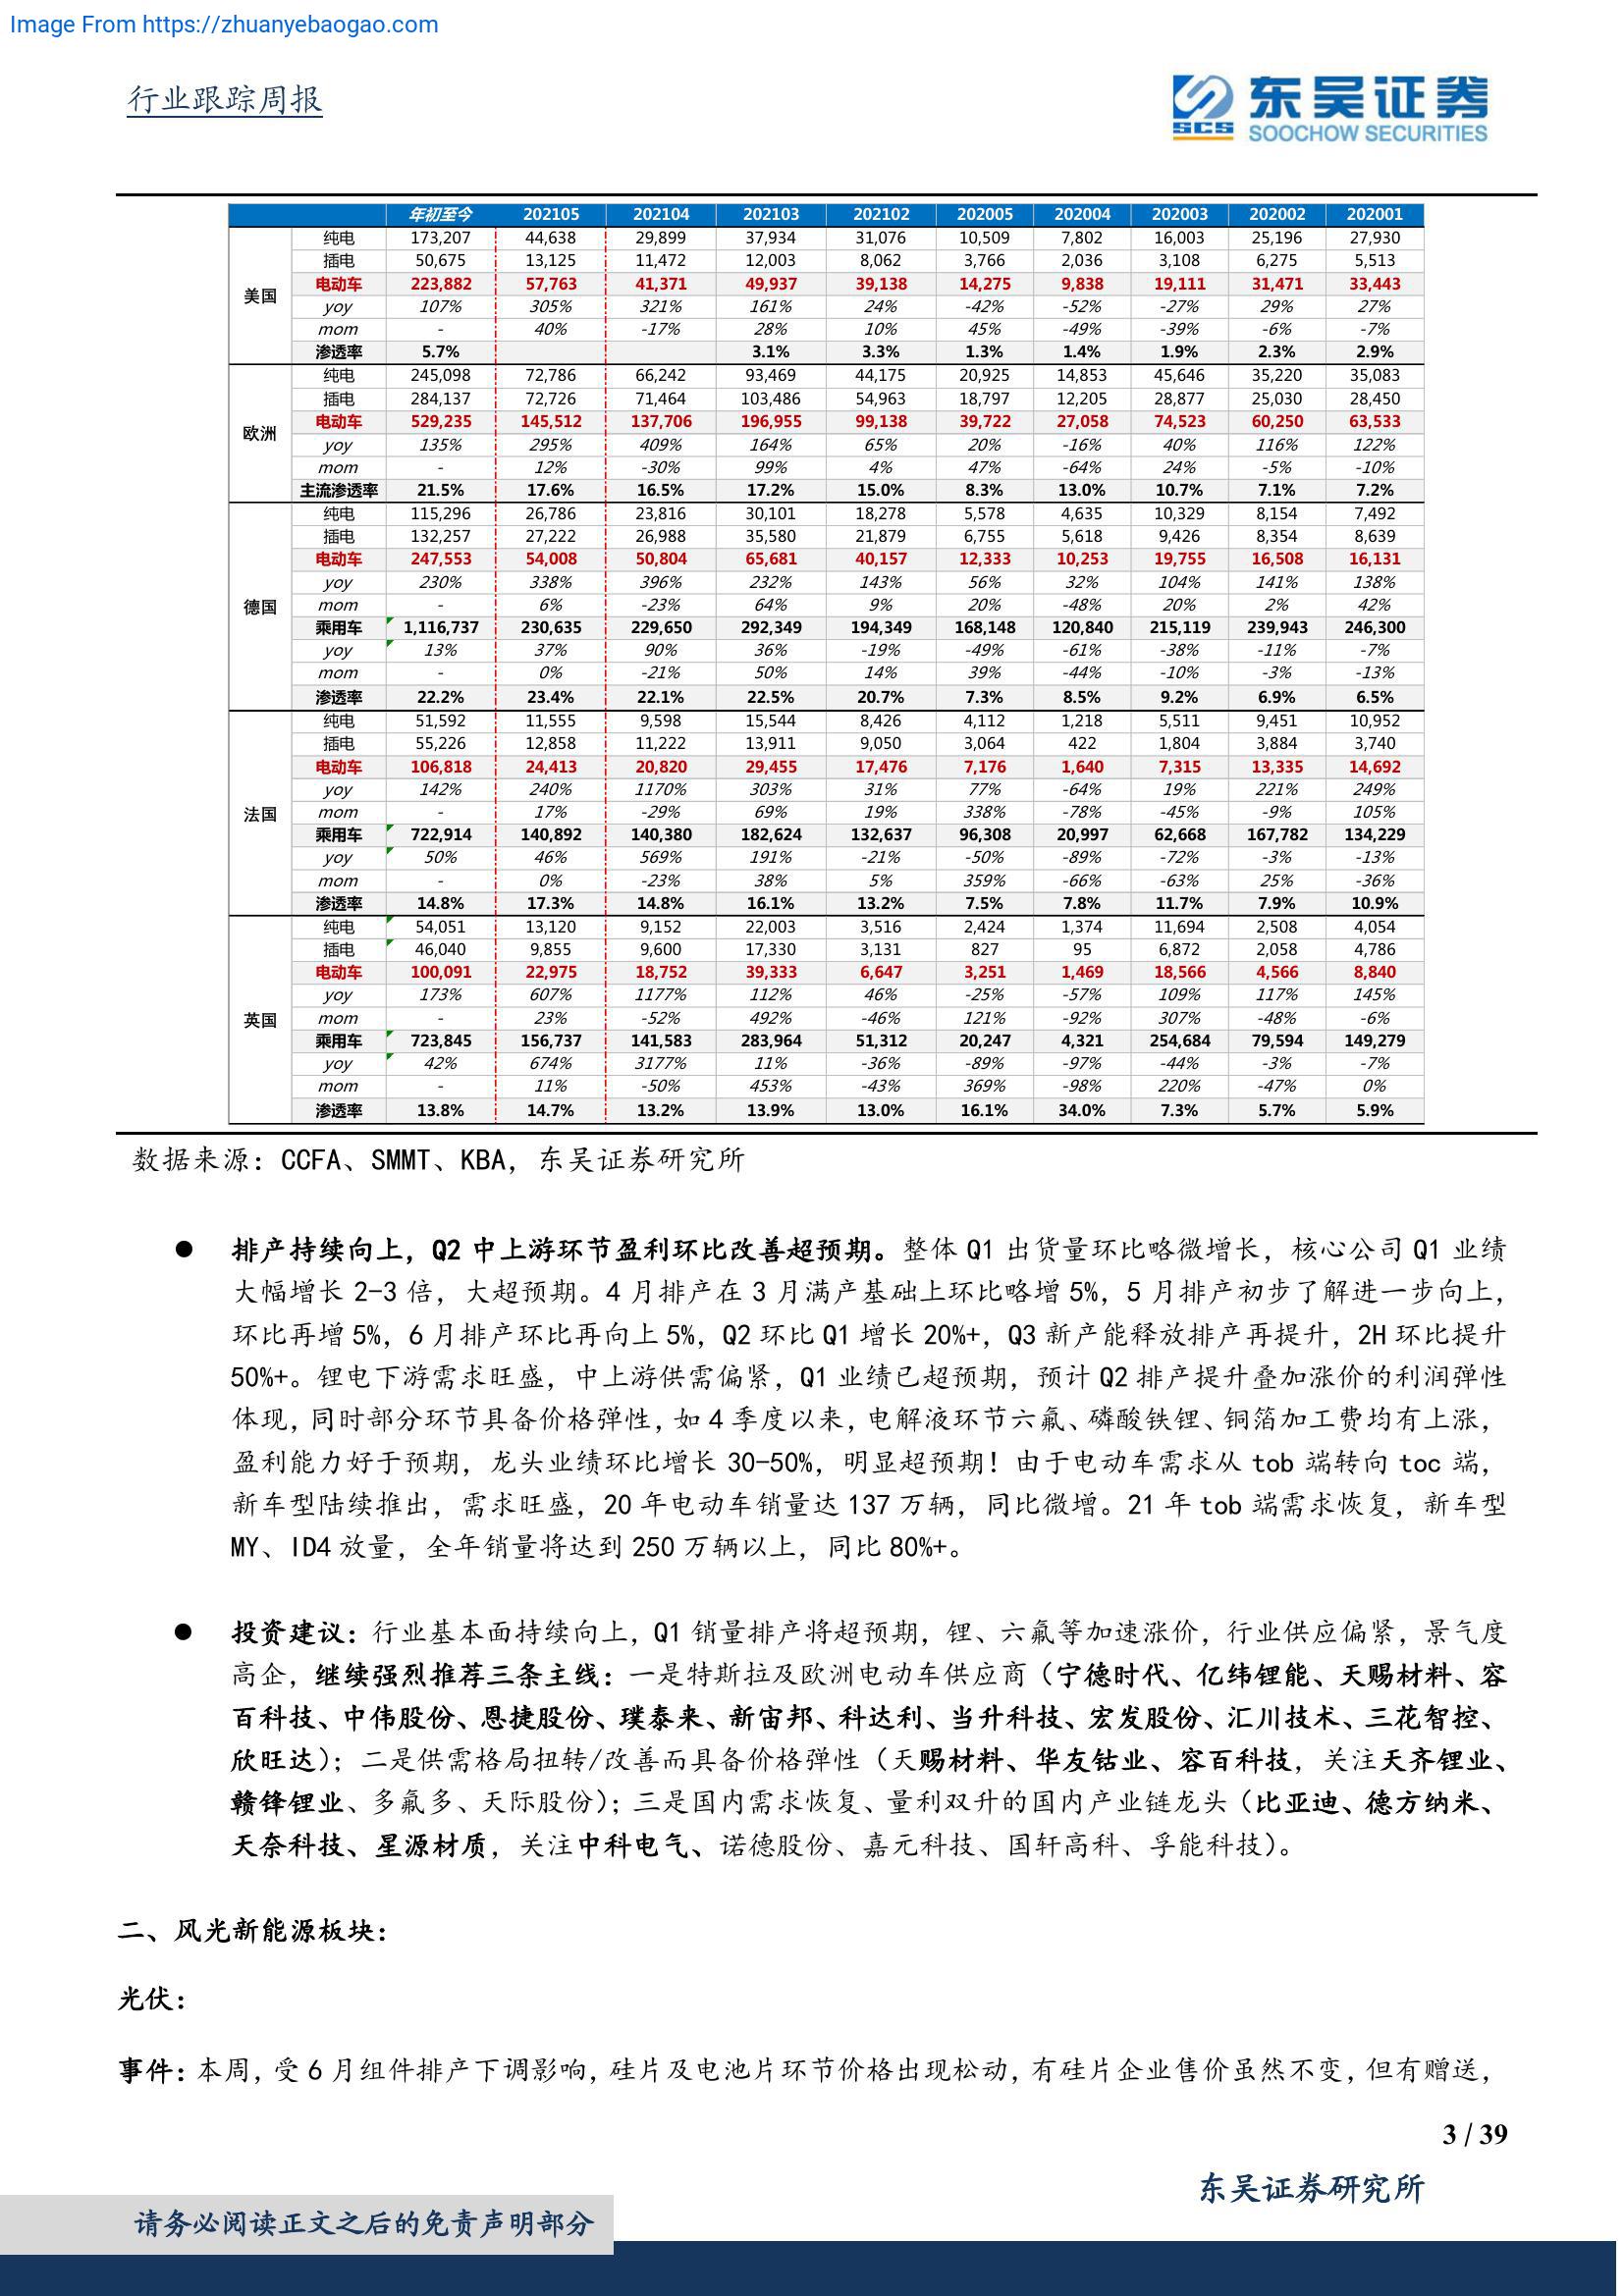 Image From https://zhuanyebaogao.com
行业跟踪周报
东吴证券
SCS
SOOCHOW SECURITIES
年初至今 202105 202104 202103 202102 202005 202004 202003 202002 202001
美国
纯电 173,207 44,638 29,899 37,934 31,076 10,509 7,802 16,003 25,196 27,930
插电 50,675 13,125 11,472 12,003 8,062 3,766 2,036 3,108 6,275 5,513
电动车 223,882 57,763 41,371 49,937 39,138 14,275 9,838 19,111 31,471 33,443
yoy 107% 305% 321% 161% 24% -42% -52% -27% 29% 27%
mom - 40% -17% 28% 10% 45% -49% -39% -6% -7%
渗透率 5.7% 3.1% 3.3% 1.3% 1.4% 1.9% 2.3% 2.9%
欧洲
纯电 245,098 72,786 66,242 93,469 44,175 20,925 14,853 45,646 35,220 35,083
插电 284,137 72,726 71,464 103,486 54,963 18,797 12,205 28,877 25,030 28,450
电动车 529,235 145,512 137,706 196,955 99,138 39,722 27,058 74,523 60,250 63,533
yoy 135% 295% 409% 164% 65% 20% -16% 40% 116% 122%
mom - 12% -30% 99% 4% 47% -64% 24% -5% -10%
主流渗透率 21.5% 17.6% 16.5% 17.2% 15.0% 8.3% 13.0% 10.7% 7.1% 7.2%
德国
纯电 115,296 26,786 23,816 30,101 18,278 5,578 4,635 10,329 8,154 7,492
插电 132,257 27,222 26,988 35,580 21,879 6,755 5,618 9,426 8,354 8,639
电动车 247,553 54,008 50,804 65,681 40,157 12,333 10,253 19,755 16,508 16,131
yoy 230% 338% 396% 232% 143% 56% 32% 104% 141% 138%
mom - 6% -23% 64% 9% 20% -48% 20% 2% 42%
乘用车 1,116,737 230,635 229,650 292,349 194,349 168,148 120,840 215,119 239,943 246,300
yoy 13% 37% 90% 36% -19% -49% -61% -38% -11% -7%
mom - 0% -21% 50% 14% 39% -44% -10% -3% -13%
渗透率 22.2% 23.4% 22.1% 22.5% 20.7% 7.3% 8.5% 9.2% 6.9% 6.5%
法国
纯电 51,592 11,555 9,598 15,544 8,426 4,112 1,218 5,511 9,451 10,952
插电 55,226 12,858 11,222 13,911 9,050 3,064 422 1,804 3,884 3,740
电动车 106,818 24,413 20,820 29,455 17,476 7,176 1,640 7,315 13,335 14,692
yoy 142% 240% 1170% 303% 31% 77% -64% 19% 221% 249%
mom - 17% -29% 69% 19% 338% -78% -45% -9% 105%
乘用车 722,914 140,892 140,380 182,624 132,637 96,308 20,997 62,668 167,782 134,229
yoy 50% 46% 569% 191% -21% -50% -89% -72% -3% -13%
mom - 0% -23% 38% 5% 359% -66% -63% 25% -36%
渗透率 14.8% 17.3% 14.8% 16.1% 13.2% 7.5% 7.8% 11.7% 7.9% 10.9%
英国
纯电 54,051 13,120 9,152 22,003 3,516 2,424 1,374 11,694 2,508 4,054
插电 46,040 9,855 9,600 17,330 3,131 827 95 6,872 2,058 4,786
电动车 100,091 22,975 18,752 39,333 6,647 3,251 1,469 18,566 4,566 8,840
yoy 173% 607% 1177% 112% 46% -25% -57% 109% 117% 145%
mom - 23% -52% 492% -46% 121% -92% 307% -48% -6%
乘用车 723,845 156,737 141,583 283,964 51,312 20,247 4,321 254,684 79,594 149,279
yoy 42% 674% 3177% 11% -36% -89% -97% -44% -3% -7%
mom - 11% -50% 453% -43% 369% -98% 220% -47% 0%
渗透率 13.8% 14.7% 13.2% 13.9% 13.0% 16.1% 34.0% 7.3% 5.7% 5.9%
数据来源：CCFA、SMMT、KBA，东吴证券研究所
● 排产持续向上，Q2 中上游环节盈利环比改善超预期。整体 Q1 出货量环比略微增长，核心公司 Q1 业绩
大幅增长 2-3 倍，大超预期。4 月排产在 3 月满产基础上环比略增 5%，5 月排产初步了解进一步向上，
环比再增 5%，6 月排产环比再向上 5%，Q2 环比 Q1 增长 20%+，Q3 新产能释放排产再提升，2H 环比提升
50%+。锂电下游需求旺盛，中上游供需偏紧，Q1 业绩已超预期，预计 Q2 排产提升叠加涨价的利润弹性
体现，同时部分环节具备价格弹性，如 4 季度以来，电解液环节六氟、磷酸铁锂、铜箔加工费均有上涨，
盈利能力好于预期，龙头业绩环比增长 30-50%，明显超预期！由于电动车需求从 tob 端转向 toc 端，
新车型陆续推出，需求旺盛，20 年电动车销量达 137 万辆，同比微增。21 年 tob 端需求恢复，新车型
MY、ID4 放量，全年销量将达到 250 万辆以上，同比 80%+。
● 投资建议：行业基本面持续向上，Q1 销量排产将超预期，锂、六氟等加速涨价，行业供应偏紧，景气度
高企，继续强烈推荐三条主线：一是特斯拉及欧洲电动车供应商（宁德时代、亿纬锂能、天赐材料、容
百科技、中伟股份、恩捷股份、璞泰来、新宙邦、科达利、当升科技、宏发股份、汇川技术、三花智控、
欣旺达）；二是供需格局扭转/改善而具备价格弹性（天赐材料、华友钴业、容百科技，关注天齐锂业、
赣锋锂业、多氟多、天际股份）；三是国内需求恢复、量利双升的国内产业链龙头（比亚迪、德方纳米、
天奈科技、星源材质，关注中科电气、诺德股份、嘉元科技、国轩高科、孚能科技）。
二、风光新能源板块：
光伏：
事件：本周，受 6 月组件排产下调影响，硅片及电池片环节价格出现松动，有硅片企业售价虽然不变，但有赠送，
3 / 39
东吴证券研究所
请务必阅读正文之后的免责声明部分